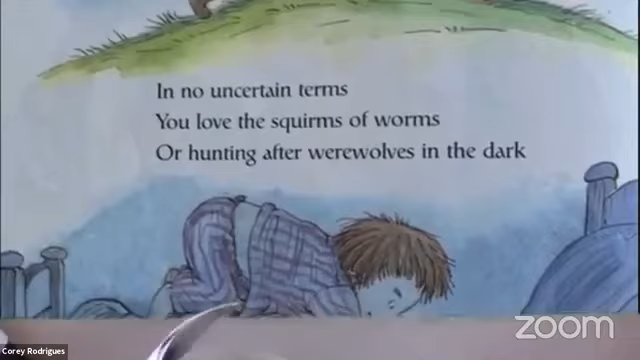 In no uncertain terms
You love the squirms of worms
Or hunting after werewolves in the dark
zoom
Corey Rodrigues